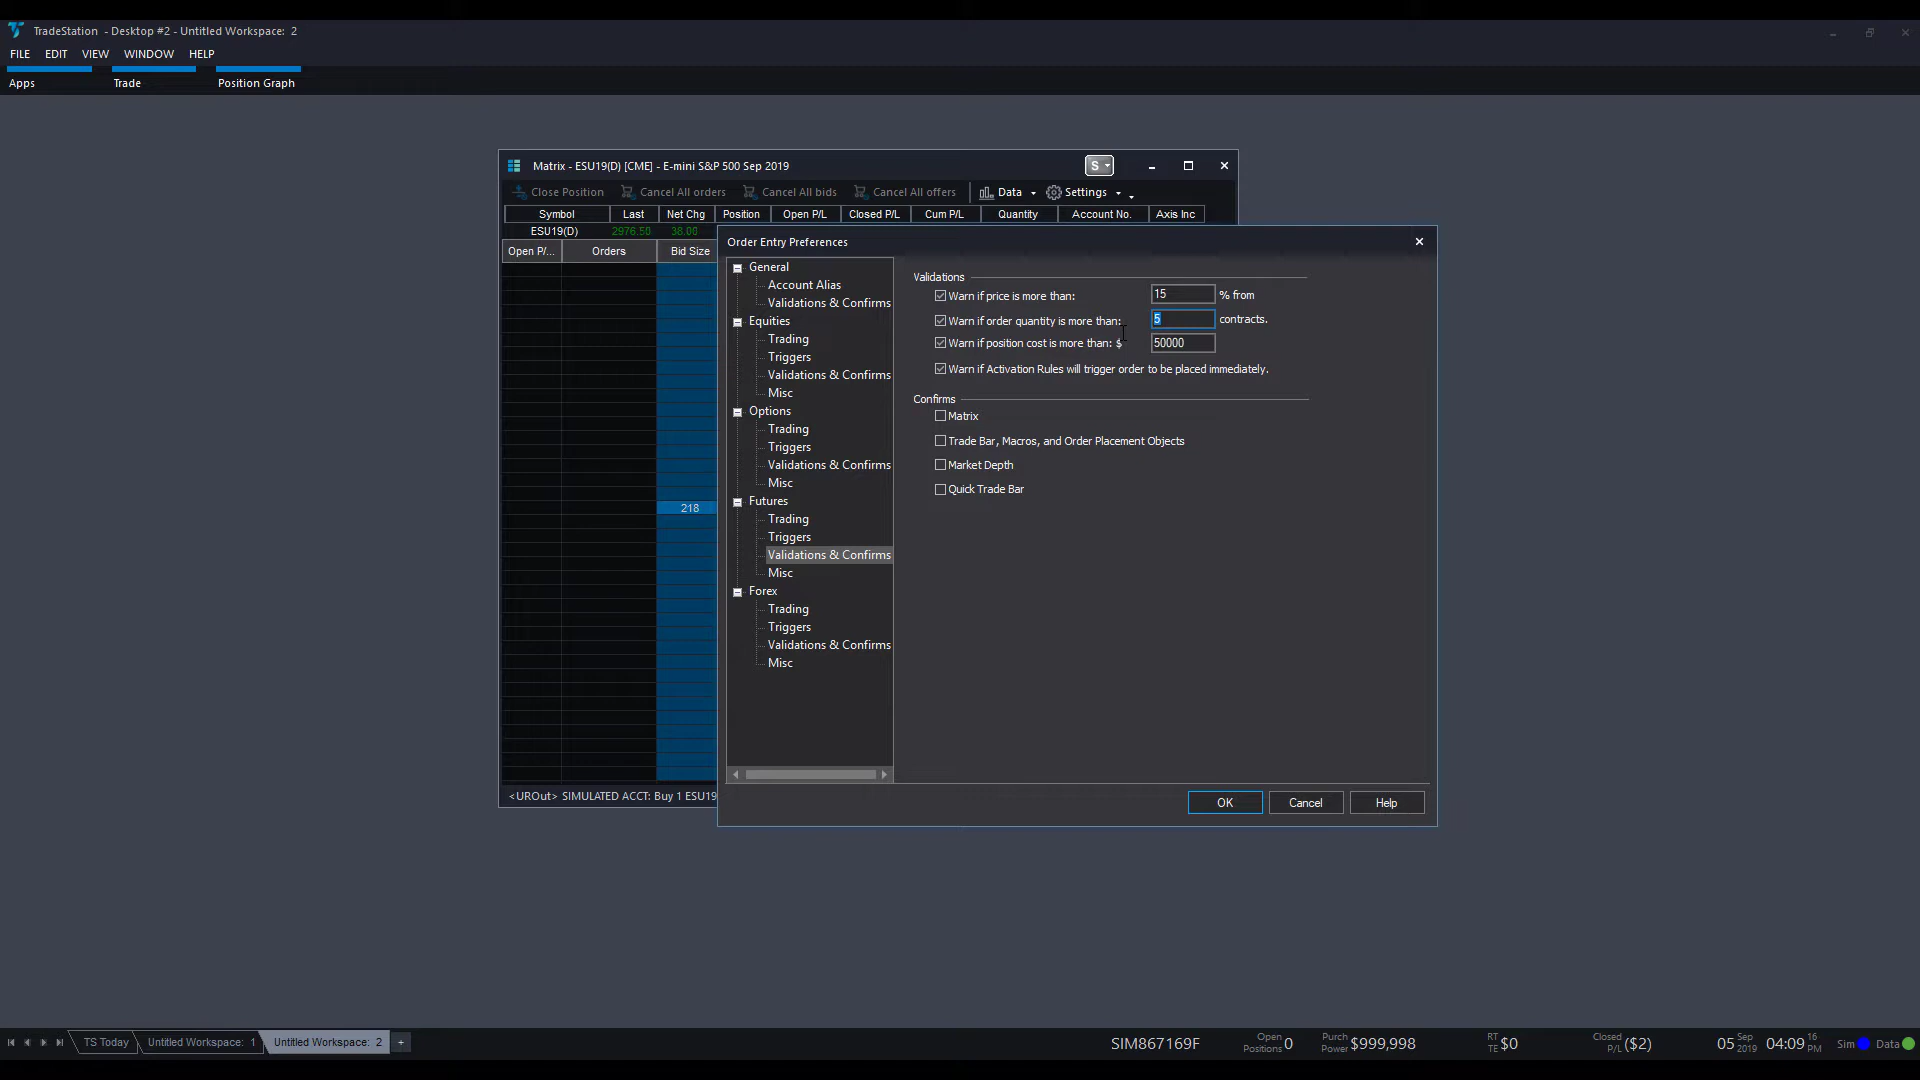 TradeStation - Desktop #2 - Untitled Workspace: 2
FILE EDIT VIEW WINDOW HELP
Apps Trade Position Graph
Matrix - ESU19(D) [CME] - E-mini S&P 500 Sep 2019 S
Close Position Cancel All orders Cancel All bids Cancel All offers Data Settings
Symbol Last Net Chg Position Open P/L Closed P/L Cum P/L Quantity Account No. Axis Inc
ESU19(D) 2976.50 38.00
Open P/... Orders Bid Size
218
<UROut> SIMULATED ACCT: Buy 1 ESU19
Order Entry Preferences
General
Account Alias
Validations & Confirms
Equities
Trading
Triggers
Validations & Confirms
Misc
Options
Trading
Triggers
Validations & Confirms
Misc
Futures
Trading
Triggers
Validations & Confirms
Misc
Forex
Trading
Triggers
Validations & Confirms
Misc
Validations
Warn if price is more than: 15 % from
Warn if order quantity is more than: 5 contracts.
Warn if position cost is more than: $ 50000
Warn if Activation Rules will trigger order to be placed immediately.
Confirms
Matrix
Trade Bar, Macros, and Order Placement Objects
Market Depth
Quick Trade Bar
OK Cancel Help
TS Today Untitled Workspace: 1 Untitled Workspace: 2 +
SIM867169F Open Positions 0 Purch Power $999,998 RT TE $0 Closed P/L ($2) 05 Sep 2019 04:09 16 PM Sim Data